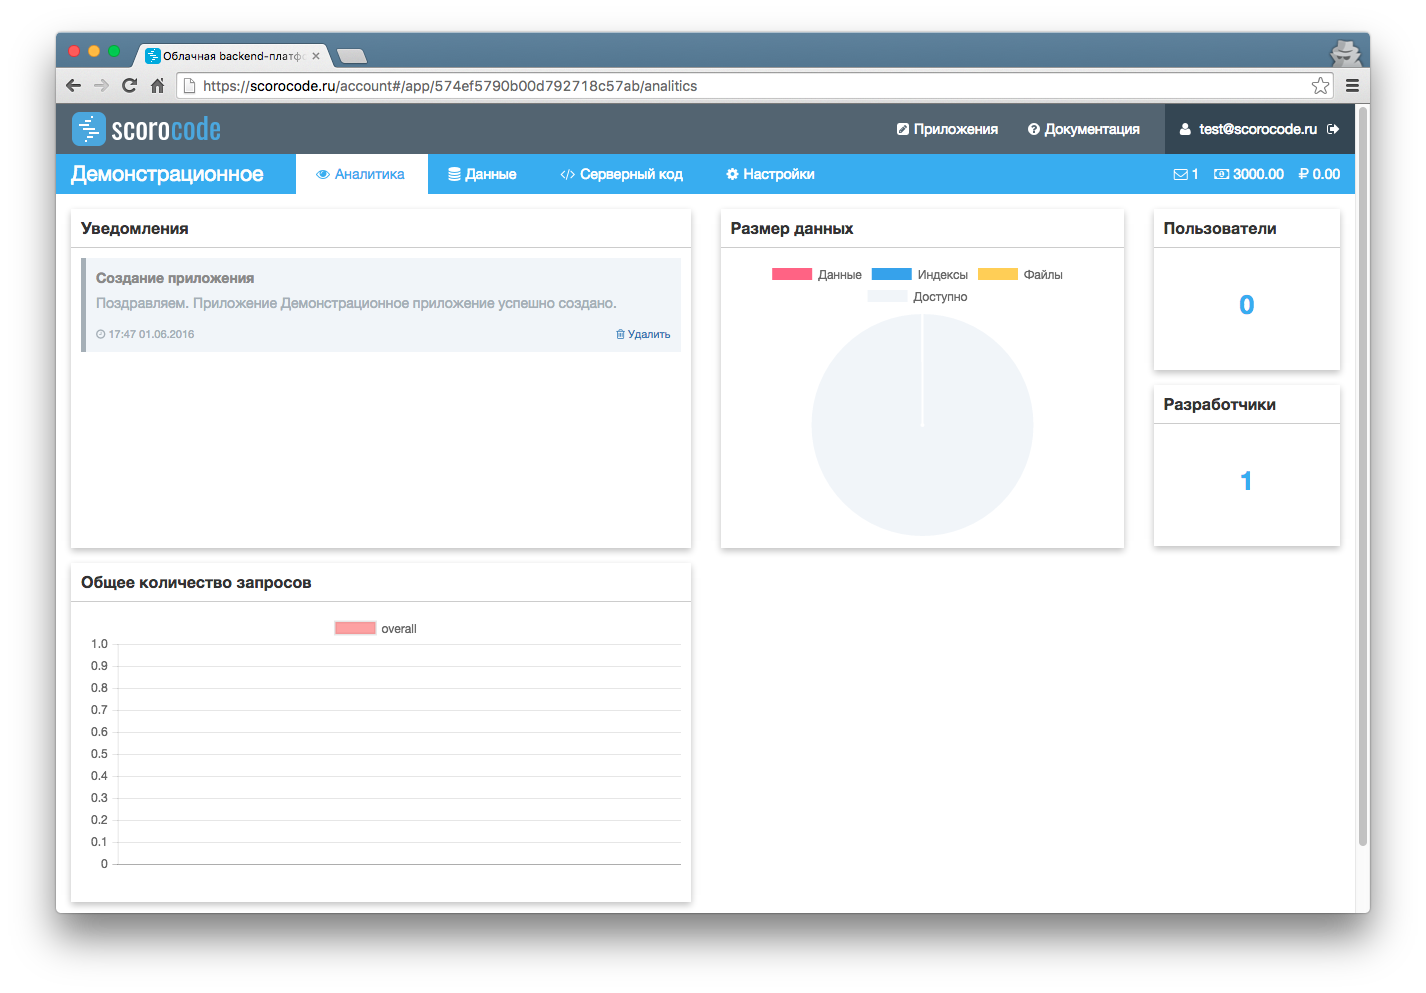 Облачная backend-платф
https://scorocode.ru/account#/app/574ef5790b00d792718c57ab/analitics
scorocode
Приложения Документация test@scorocode.ru
Демонстрационное Аналитика Данные </> Серверный код Настройки 1 3000.00 ₽ 0.00
Уведомления
Создание приложения
Поздравляем. Приложение Демонстрационное приложение успешно создано.
17:47 01.06.2016 Удалить
Размер данных
Данные Индексы Файлы
Доступно
Пользователи
0
Разработчики
1
Общее количество запросов
overall
1.0
0.9
0.8
0.7
0.6
0.5
0.4
0.3
0.2
0.1
0